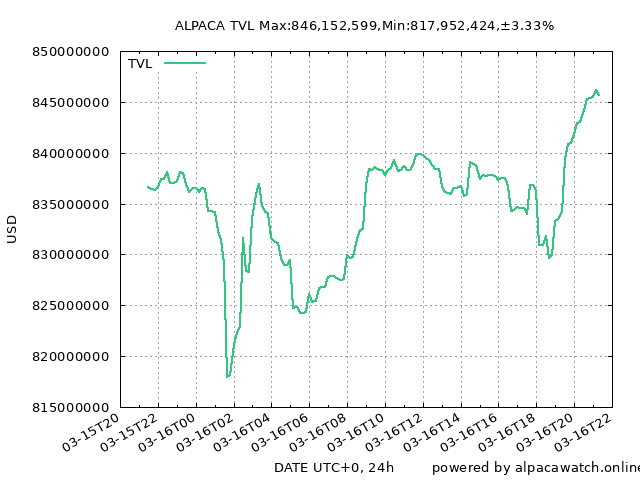 ALPACA TVL Max:846,152,599,Min:817,952,424,±3.33%
850000000
TVL
845000000
840000000
835000000
USD
830000000
825000000
820000000
815000000
03-15T20
03-15T22
03-16T00
03-16T02
03-16T04
03-16T06
03-16T08
03-16T10
03-16T12
03-16T14
03-16T16
03-16T18
03-16T20
03-16T22
DATE UTC+0, 24h
powered by alpacawatch.online